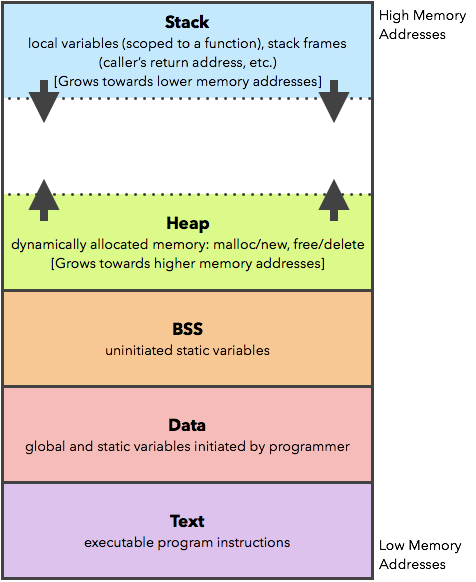 Stack
local variables (scoped to a function), stack frames
(caller's return address, etc.)
[Grows towards lower memory addresses]
High Memory
Addresses
Heap
dynamically allocated memory: malloc/new, free/delete
[Grows towards higher memory addresses]
BSS
uninitiated static variables
Data
global and static variables initiated by programmer
Text
executable program instructions
Low Memory
Addresses